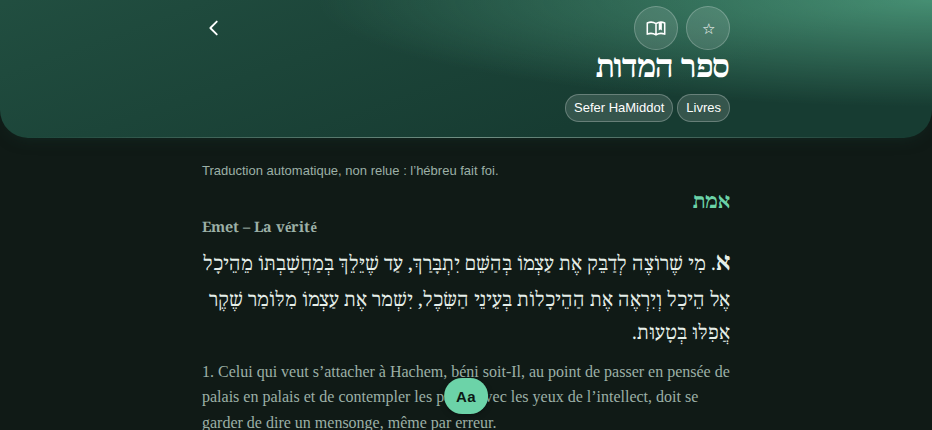 ספר המדות
Sefer HaMiddot Livres
Traduction automatique, non relue : l’hébreu fait foi.
אמת
Emet – La vérité
א. מִי שֶׁרוֹצֶה לְדַבֵּק אֶת עַצְמוֹ בְּהַשֵּׁם יִתְבָּרַךְ, עַד שֶׁיֵּלֵךְ בְּמַחֲשַׁבְתּוֹ מֵהֵיכָל
אֶל הֵיכָל וְיִרְאֶה אֶת הַהֵיכָלוֹת בְּעֵינֵי הַשֵּׂכֶל, יִשְׁמֹר אֶת עַצְמוֹ מִלּוֹמַר שֶׁקֶר
אֲפִלּוּ בְּטָעוּת.
1. Celui qui veut s’attacher à Hachem, béni soit-Il, au point de passer en pensée de
palais en palais et de contempler les vec les yeux de l’intellect, doit se
Aa
garder de dire un mensonge, même par erreur.